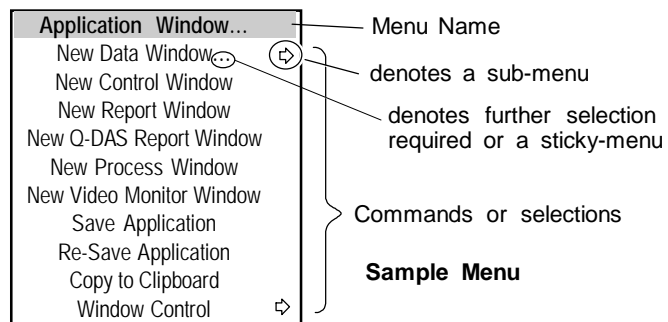 Application Window...
New Data Window...
New Control Window
New Report Window
New Q-DAS Report Window
New Process Window
New Video Monitor Window
Save Application
Re-Save Application
Copy to Clipboard
Window Control
Menu Name
denotes a sub-menu
denotes further selection
required or a sticky-menu
Commands or selections
Sample Menu